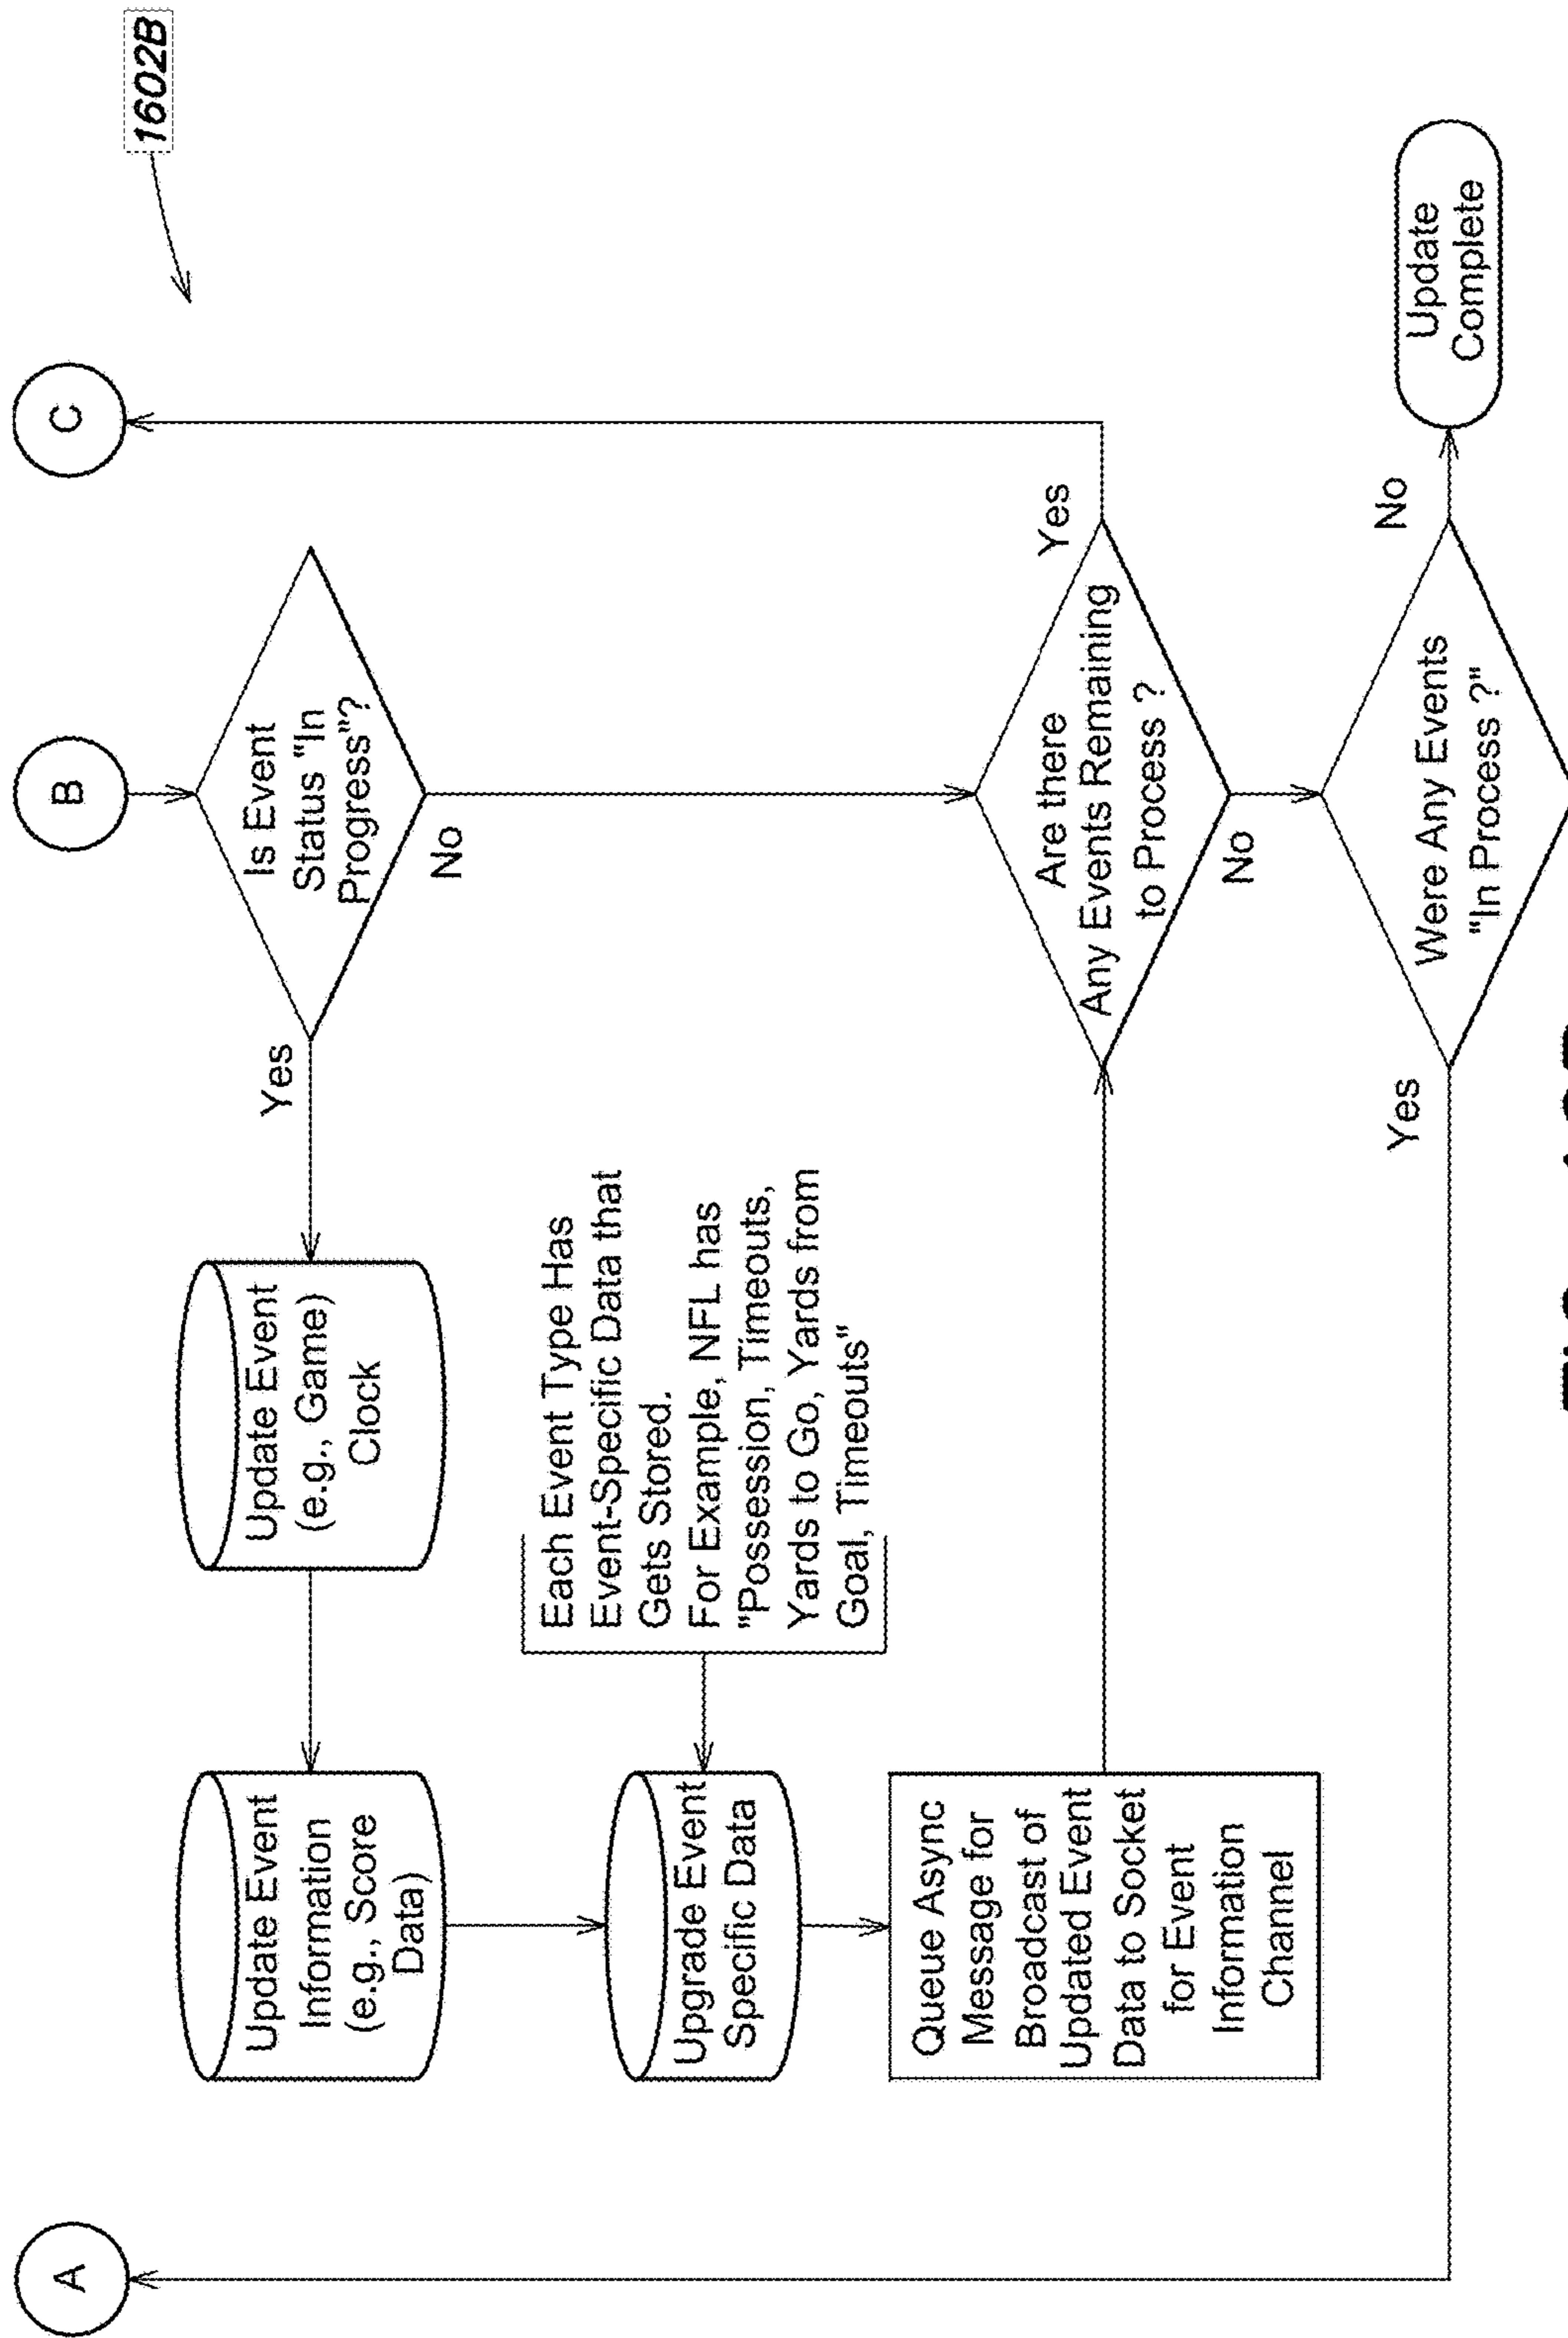 1602B
A
B
C
Is Event
Status "In
Progress"?
Yes
No
Update Event
(e.g., Game)
Clock
Update Event
Information
(e.g., Score
Data)
Each Event Type Has
Event-Specific Data that
Gets Stored.
For Example, NFL has
"Possession, Timeouts,
Yards to Go, Yards from
Goal, Timeouts"
Upgrade Event
Specific Data
Queue Async
Message for
Broadcast of
Updated Event
Data to Socket
for Event
Information
Channel
Are there
Any Events Remaining
to Process ?
Yes
No
Were Any Events
"In Process ?"
Yes
No
Update
Complete